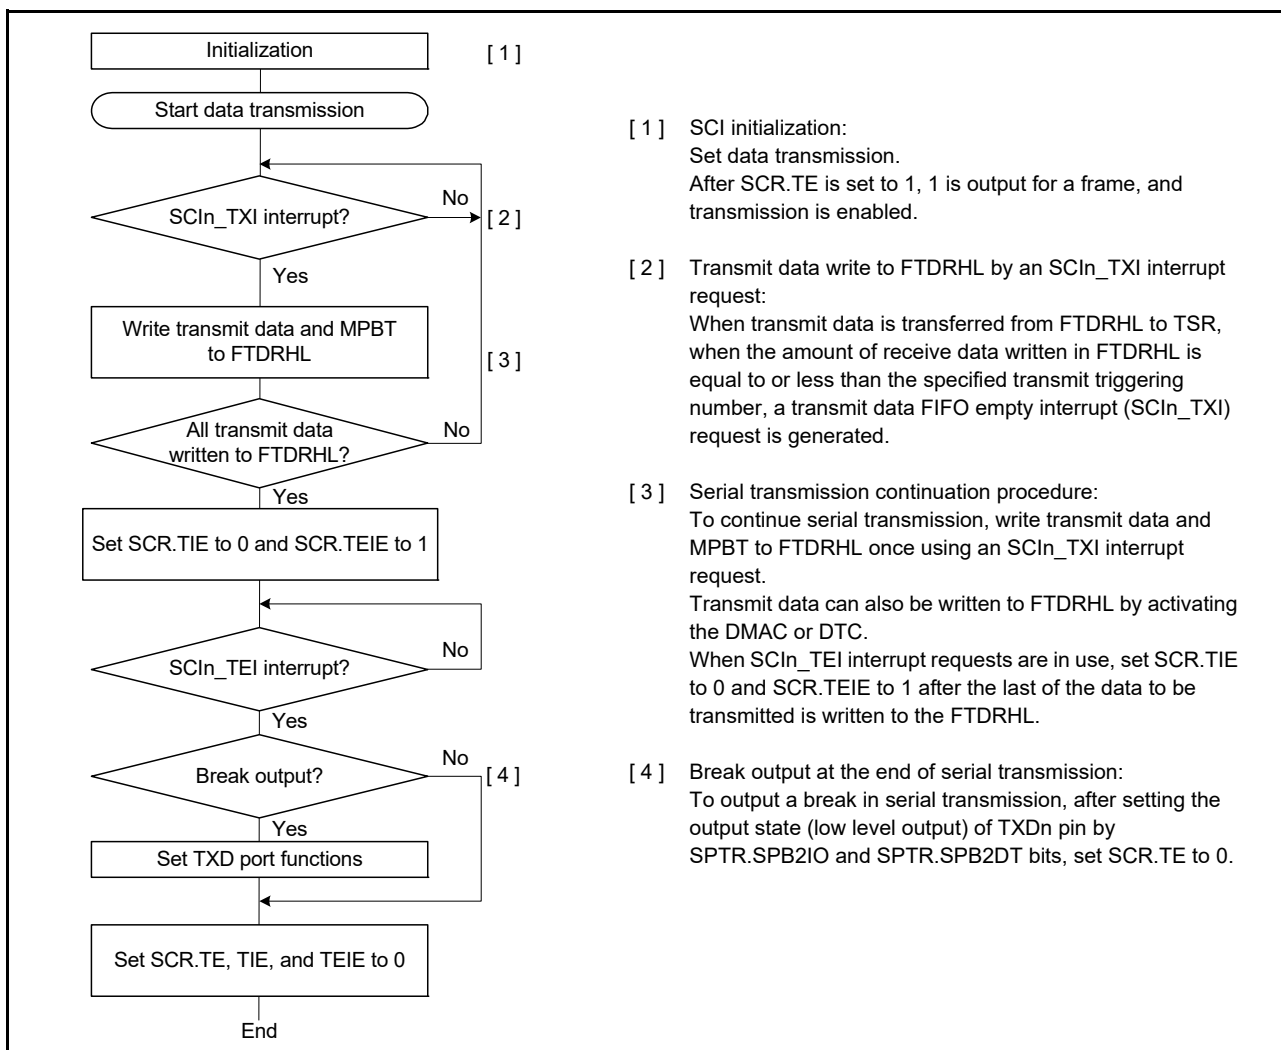 Initialization
[ 1 ]
Start data transmission
SCIn_TXI interrupt?
No
[ 2 ]
Yes
Write transmit data and MPBT
to FTDRHL
[ 3 ]
All transmit data
written to FTDRHL?
No
Yes
Set SCR.TIE to 0 and SCR.TEIE to 1
SCIn_TEI interrupt?
No
Yes
Break output?
No
[ 4 ]
Yes
Set TXD port functions
Set SCR.TE, TIE, and TEIE to 0
End
[ 1 ] SCI initialization:
Set data transmission.
After SCR.TE is set to 1, 1 is output for a frame, and
transmission is enabled.
[ 2 ] Transmit data write to FTDRHL by an SCIn_TXI interrupt
request:
When transmit data is transferred from FTDRHL to TSR,
when the amount of receive data written in FTDRHL is
equal to or less than the specified transmit triggering
number, a transmit data FIFO empty interrupt (SCIn_TXI)
request is generated.
[ 3 ] Serial transmission continuation procedure:
To continue serial transmission, write transmit data and
MPBT to FTDRHL once using an SCIn_TXI interrupt
request.
Transmit data can also be written to FTDRHL by activating
the DMAC or DTC.
When SCIn_TEI interrupt requests are in use, set SCR.TIE
to 0 and SCR.TEIE to 1 after the last of the data to be
transmitted is written to the FTDRHL.
[ 4 ] Break output at the end of serial transmission:
To output a break in serial transmission, after setting the
output state (low level output) of TXDn pin by
SPTR.SPB2IO and SPTR.SPB2DT bits, set SCR.TE to 0.